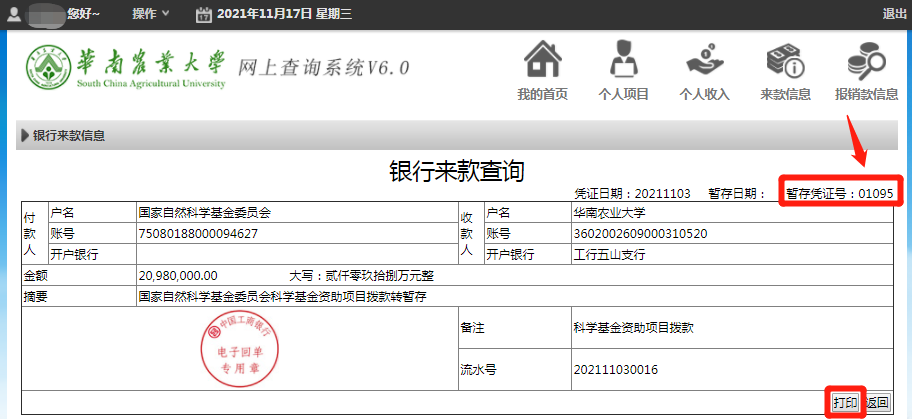 您好~ 操作 2021年11月17日 星期三 退出
華南農業大學 网上查询系统V6.0
South China Agricultural University
我的首页 个人项目 个人收入 来款信息 报销款信息
银行来款信息
银行来款查询
凭证日期：20211103 暂存日期： 暂存凭证号：01095
付款人 户名 国家自然科学基金委员会 收款人 户名 华南农业大学
账号 75080188000094627 账号 3602002609000310520
开户银行 开户银行 工行五山支行
金额 20,980,000.00 大写：贰仟零玖拾捌万元整
摘要 国家自然科学基金委员会科学基金资助项目拨款转暂存
中国工商银行
电子回单
专用章
备注 科学基金资助项目拨款
流水号 202111030016
打印 返回